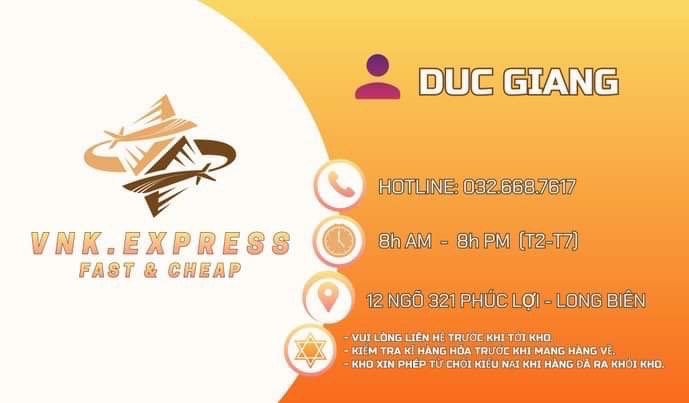 DUC GIANG
VNK.EXPRESS
FAST & CHEAP
HOTLINE: 032.668.7617
8h AM - 8h PM (T2-T7)
12 NGÕ 321 PHÚC LỢI - LONG BIÊN
- VUI LÒNG LIÊN HỆ TRƯỚC KHI TỚI KHO.
- KIỂM TRA KĨ HÀNG HÓA TRƯỚC KHI MANG HÀNG VỀ.
- KHO XIN PHÉP TỪ CHỐI KHIẾU NẠI KHI HÀNG ĐÃ RA KHỎI KHO.